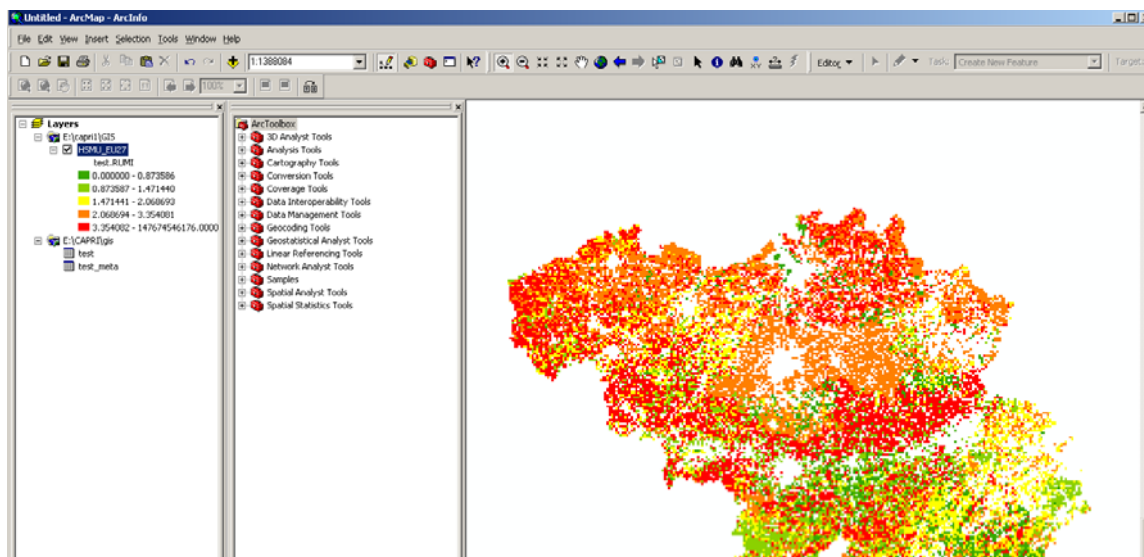 Untitled - ArcMap - ArcInfo
File Edit View Insert Selection Tools Window Help
1:1388084
Editor
Task:
Create New Feature
Target:
100%
Layers
E:\capri1\GIS
HSMU_EU27
test.RUMI
0.000000 - 0.873586
0.873587 - 1.471440
1.471441 - 2.068693
2.068694 - 3.354081
3.354082 - 147674546176.0000
E:\CAPRI\gis
test
test_meta
ArcToolbox
3D Analyst Tools
Analysis Tools
Cartography Tools
Conversion Tools
Coverage Tools
Data Interoperability Tools
Data Management Tools
Geocoding Tools
Geostatistical Analyst Tools
Linear Referencing Tools
Network Analyst Tools
Samples
Spatial Analyst Tools
Spatial Statistics Tools